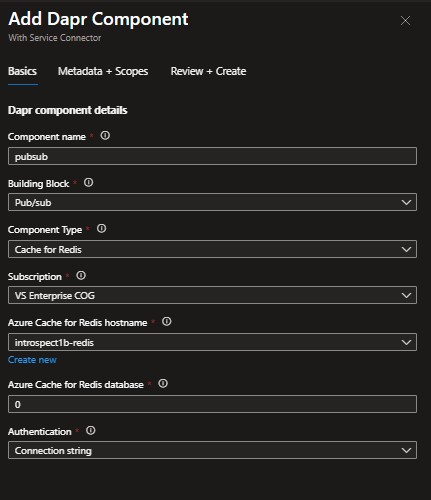 Add Dapr Component
With Service Connector
Basics Metadata + Scopes Review + Create
Dapr component details
Component name *
pubsub
Building Block *
Pub/sub
Component Type *
Cache for Redis
Subscription *
VS Enterprise COG
Azure Cache for Redis hostname *
introspect1b-redis
Create new
Azure Cache for Redis database *
0
Authentication *
Connection string